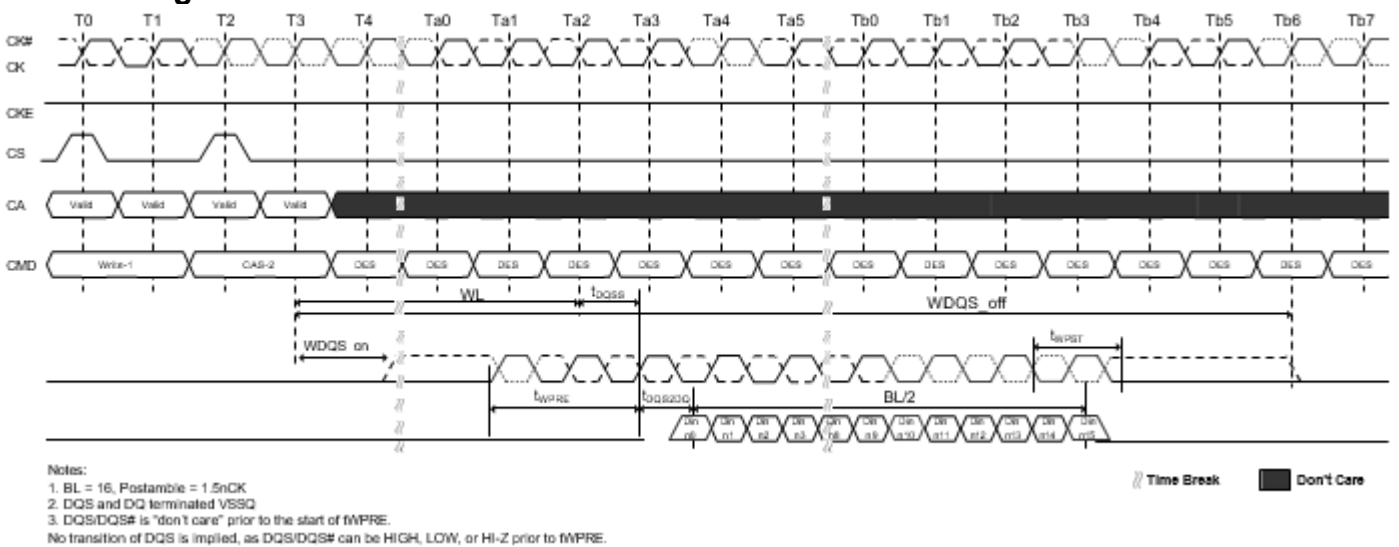 T0 T1 T2 T3 T4 Ta0 Ta1 Ta2 Ta3 Ta4 Ta5 Tb0 Tb1 Tb2 Tb3 Tb4 Tb5 Tb6 Tb7
CK#
CK
CKE
CS
CA Valid Valid Valid Valid
CMD Write-1 CAS-2 DES DES DES DES DES DES DES DES DES DES DES DES DES DES DES
WL tDQSS WDQS_off
WDQS_on tWPST
tWPRE tDQS2DQ BL/2
Din n0 Din n1 Din n2 Din n3 Din n8 Din n9 Din n10 Din n11 Din n12 Din n13 Din n14 Din n15
Notes:
1. BL = 16, Postamble = 1.5nCK
2. DQS and DQ terminated VSSQ
3. DQS/DQS# is "don't care" prior to the start of tWPRE.
No transition of DQS is implied, as DQS/DQS# can be HIGH, LOW, or HI-Z prior to tWPRE.
Time Break Don't Care